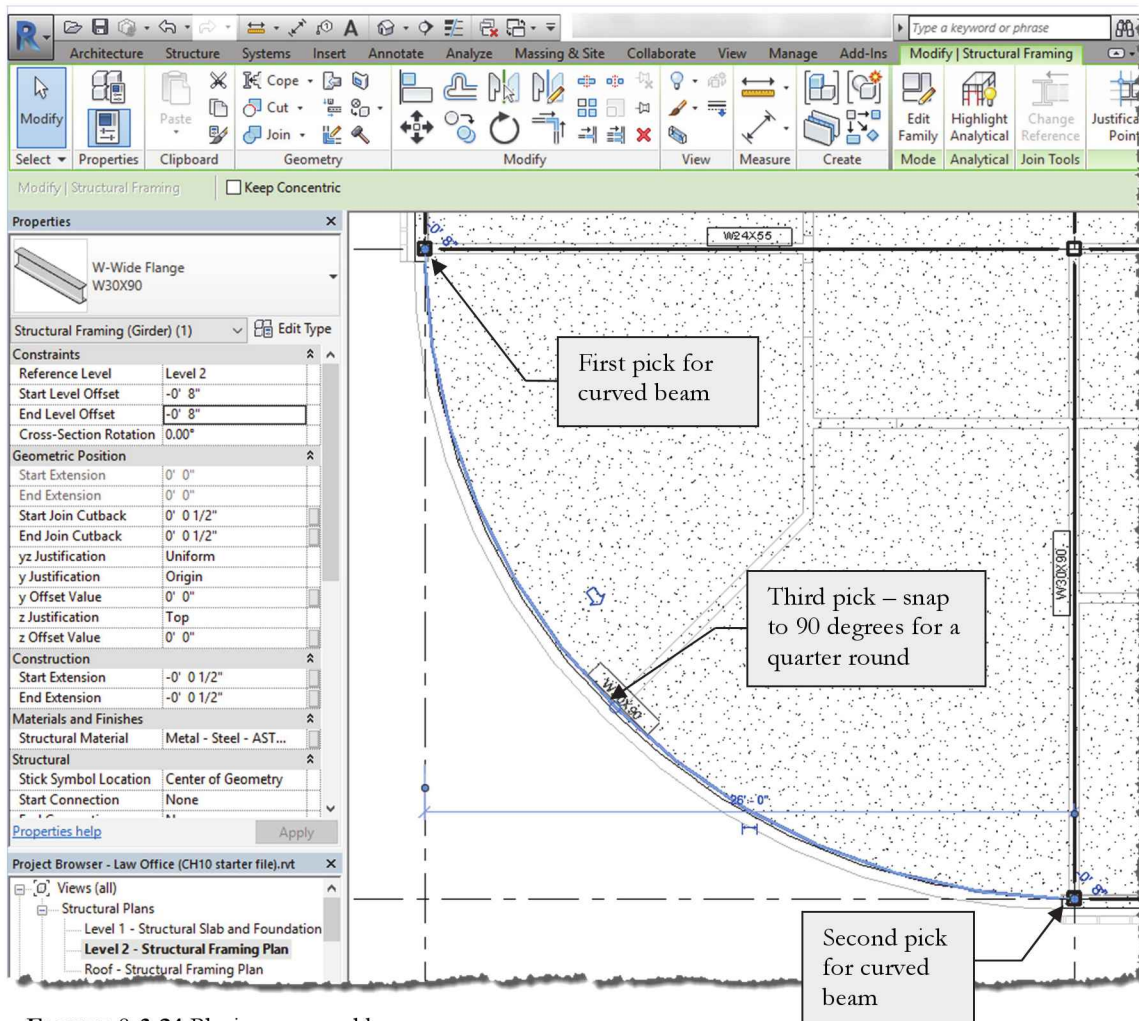 Type a keyword or phrase
Architecture Structure Systems Insert Annotate Analyze Massing & Site Collaborate View Manage Add-Ins Modify | Structural Framing
Modify
Paste
Cope
Cut
Join
Edit Family
Highlight Analytical
Change Reference
Select Properties Clipboard Geometry Modify View Measure Create Mode Analytical Join Tools
Modify | Structural Framing Keep Concentric
Properties
W-Wide Flange
W30X90
Structural Framing (Girder) (1) Edit Type
Constraints
Reference Level Level 2
Start Level Offset -0' 8"
End Level Offset -0' 8"
Cross-Section Rotation 0.00°
Geometric Position
Start Extension 0' 0"
End Extension 0' 0"
Start Join Cutback 0' 0 1/2"
End Join Cutback 0' 0 1/2"
yz Justification Uniform
y Justification Origin
y Offset Value 0' 0"
z Justification Top
z Offset Value 0' 0"
Construction
Start Extension -0' 0 1/2"
End Extension -0' 0 1/2"
Materials and Finishes
Structural Material Metal - Steel - AST...
Structural
Stick Symbol Location Center of Geometry
Start Connection None
Properties help Apply
Project Browser - Law Office (CH10 starter file).rvt
Views (all)
Structural Plans
Level 1 - Structural Slab and Foundation
Level 2 - Structural Framing Plan
Roof - Structural Framing Plan
-0' 8"
W24X55
First pick for
curved beam
W30X90
Third pick – snap
to 90 degrees for a
quarter round
W30X90
26' - 0"
-0' 8"
Second pick
for curved
beam